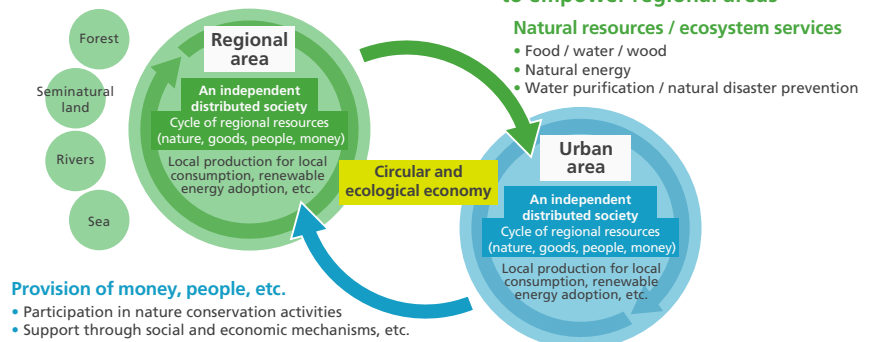 to empower regional areas
Natural resources / ecosystem services
• Food / water / wood
• Natural energy
• Water purification / natural disaster prevention
Forest
Seminatural
land
Rivers
Sea
Regional
area
An independent
distributed society
Cycle of regional resources
(nature, goods, people, money)
Local production for local
consumption, renewable
energy adoption, etc.
Circular and
ecological economy
Urban
area
An independent
distributed society
Cycle of regional resources
(nature, goods, people, money)
Local production for local
consumption, renewable
energy adoption, etc.
Provision of money, people, etc.
• Participation in nature conservation activities
• Support through social and economic mechanisms, etc.